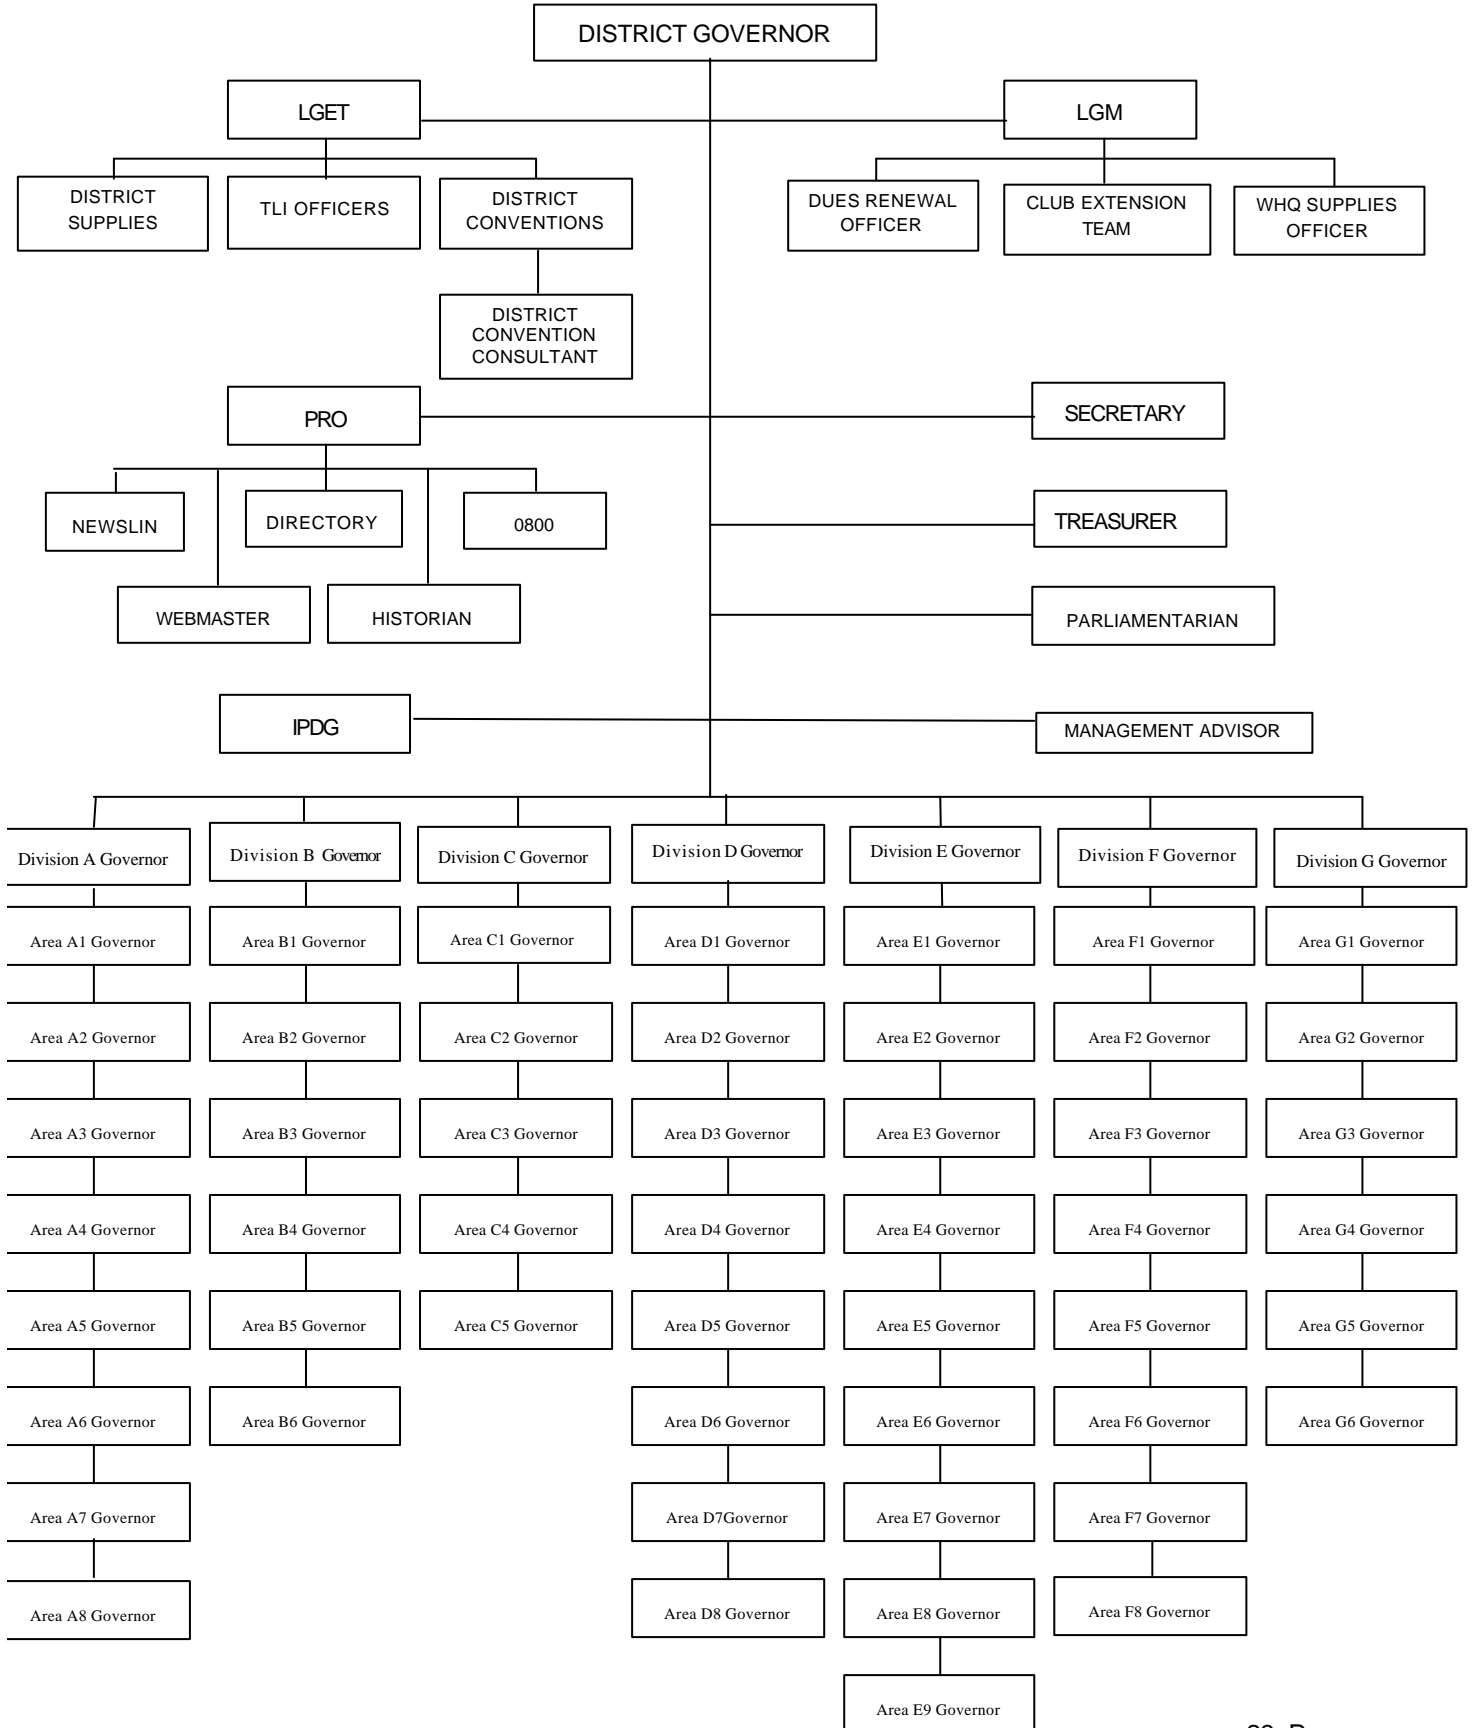 DISTRICT GOVERNOR
LGET
LGM
DISTRICT
SUPPLIES
TLI OFFICERS
DISTRICT
CONVENTIONS
DUES RENEWAL
OFFICER
CLUB EXTENSION
TEAM
WHQ SUPPLIES
OFFICER
DISTRICT
CONVENTION
CONSULTANT
PRO
SECRETARY
NEWSLIN
DIRECTORY
0800
TREASURER
WEBMASTER
HISTORIAN
PARLIAMENTARIAN
IPDG
MANAGEMENT ADVISOR
Division A Governor
Division B Governor
Division C Governor
Division D Governor
Division E Governor
Division F Governor
Division G Governor
Area A1 Governor
Area B1 Governor
Area C1 Governor
Area D1 Governor
Area E1 Governor
Area F1 Governor
Area G1 Governor
Area A2 Governor
Area B2 Governor
Area C2 Governor
Area D2 Governor
Area E2 Governor
Area F2 Governor
Area G2 Governor
Area A3 Governor
Area B3 Governor
Area C3 Governor
Area D3 Governor
Area E3 Governor
Area F3 Governor
Area G3 Governor
Area A4 Governor
Area B4 Governor
Area C4 Governor
Area D4 Governor
Area E4 Governor
Area F4 Governor
Area G4 Governor
Area A5 Governor
Area B5 Governor
Area C5 Governor
Area D5 Governor
Area E5 Governor
Area F5 Governor
Area G5 Governor
Area A6 Governor
Area B6 Governor
Area D6 Governor
Area E6 Governor
Area F6 Governor
Area G6 Governor
Area A7 Governor
Area D7Governor
Area E7 Governor
Area F7 Governor
Area A8 Governor
Area D8 Governor
Area E8 Governor
Area F8 Governor
Area E9 Governor